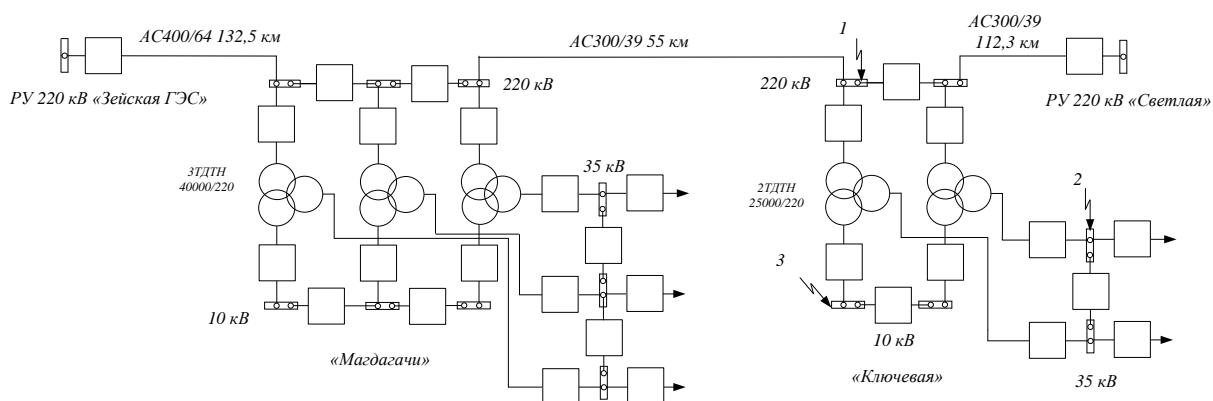 АС400/64 132,5 км
АС300/39 55 км
1
АС300/39
112,3 км
РУ 220 кВ «Зейская ГЭС»
220 кВ
220 кВ
РУ 220 кВ «Светлая»
3ТДТН
40000/220
35 кВ
2ТДТН
25000/220
2
3
10 кВ
10 кВ
«Магдагачи»
«Ключевая»
35 кВ